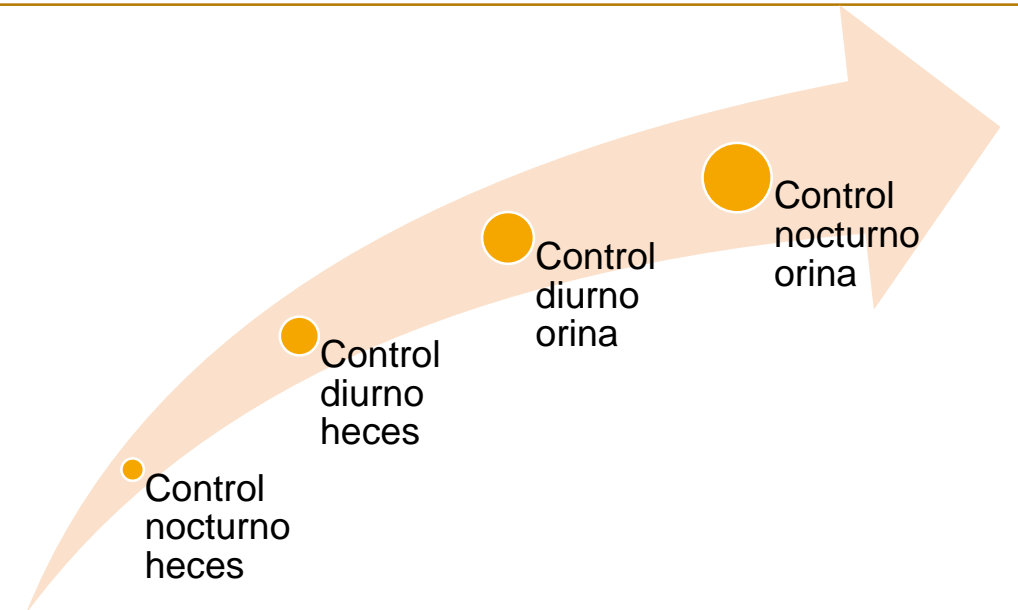 Control
nocturno
heces
Control
diurno
heces
Control
diurno
orina
Control
nocturno
orina